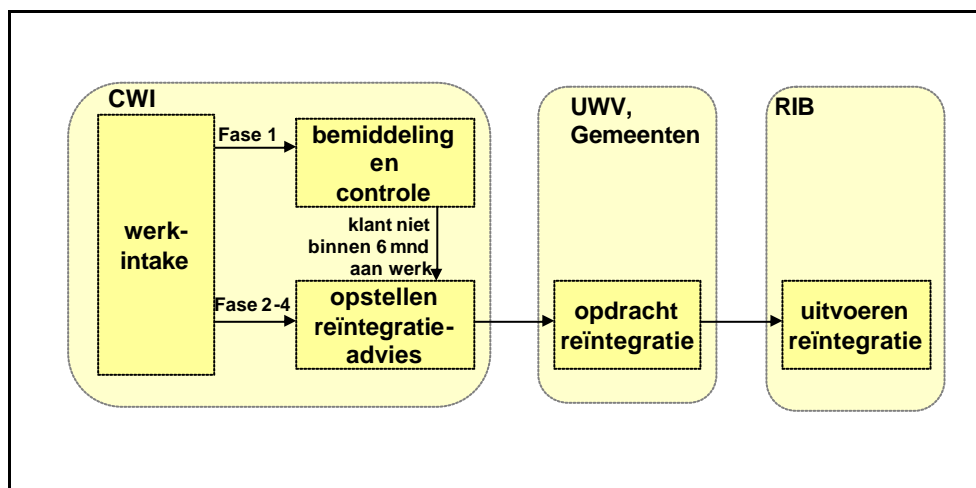 CWI
werk-
intake
Fase 1
bemiddeling
en
controle
klant niet
binnen 6 mnd
aan werk
Fase 2-4
opstellen
reïntegratie-
advies
UWV,
Gemeenten
opdracht
reïntegratie
RIB
uitvoeren
reïntegratie